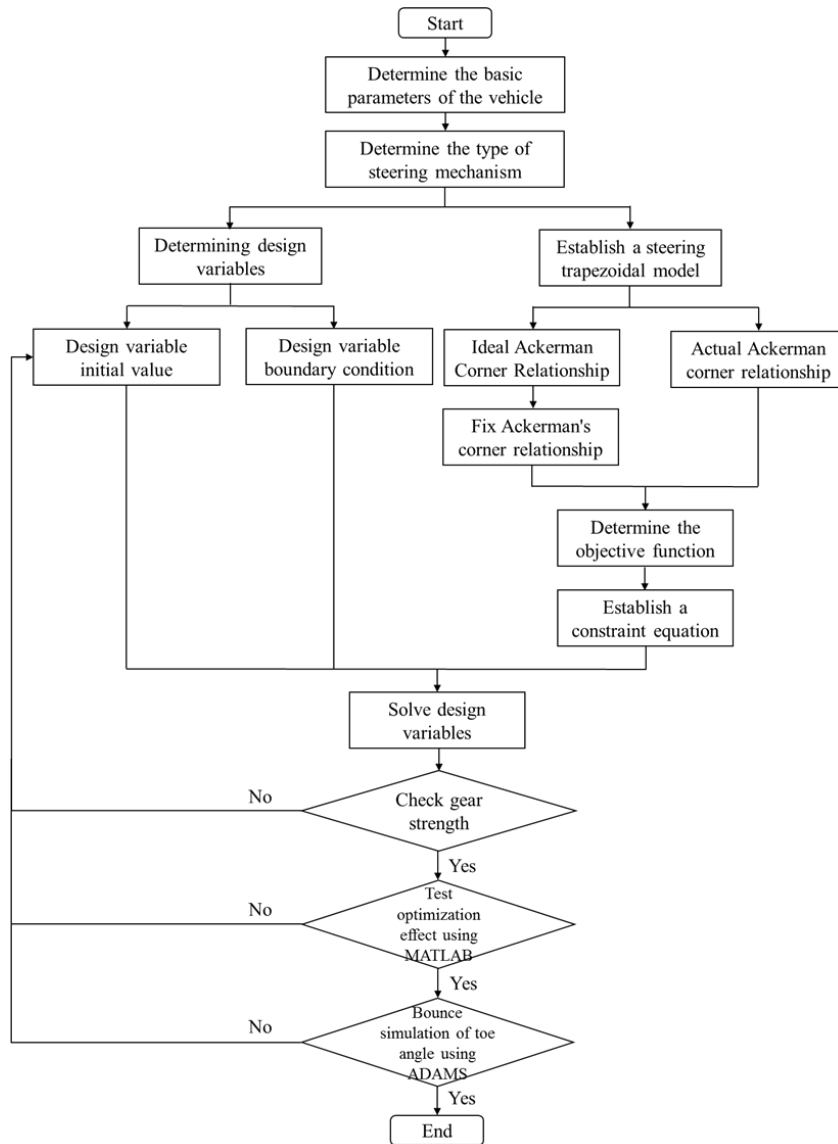 Start
Determine the basic
parameters of the vehicle
Determine the type of
steering mechanism
Determining design
variables
Establish a steering
trapezoidal model
Design variable
initial value
Design variable
boundary condition
Ideal Ackerman
Corner Relationship
Actual Ackerman
corner relationship
Fix Ackerman's
corner relationship
Determine the
objective function
Establish a
constraint equation
Solve design
variables
No
Check gear
strength
Yes
No
Test
optimization
effect using
MATLAB
Yes
No
Bounce
simulation of toe
angle using
ADAMS
Yes
End